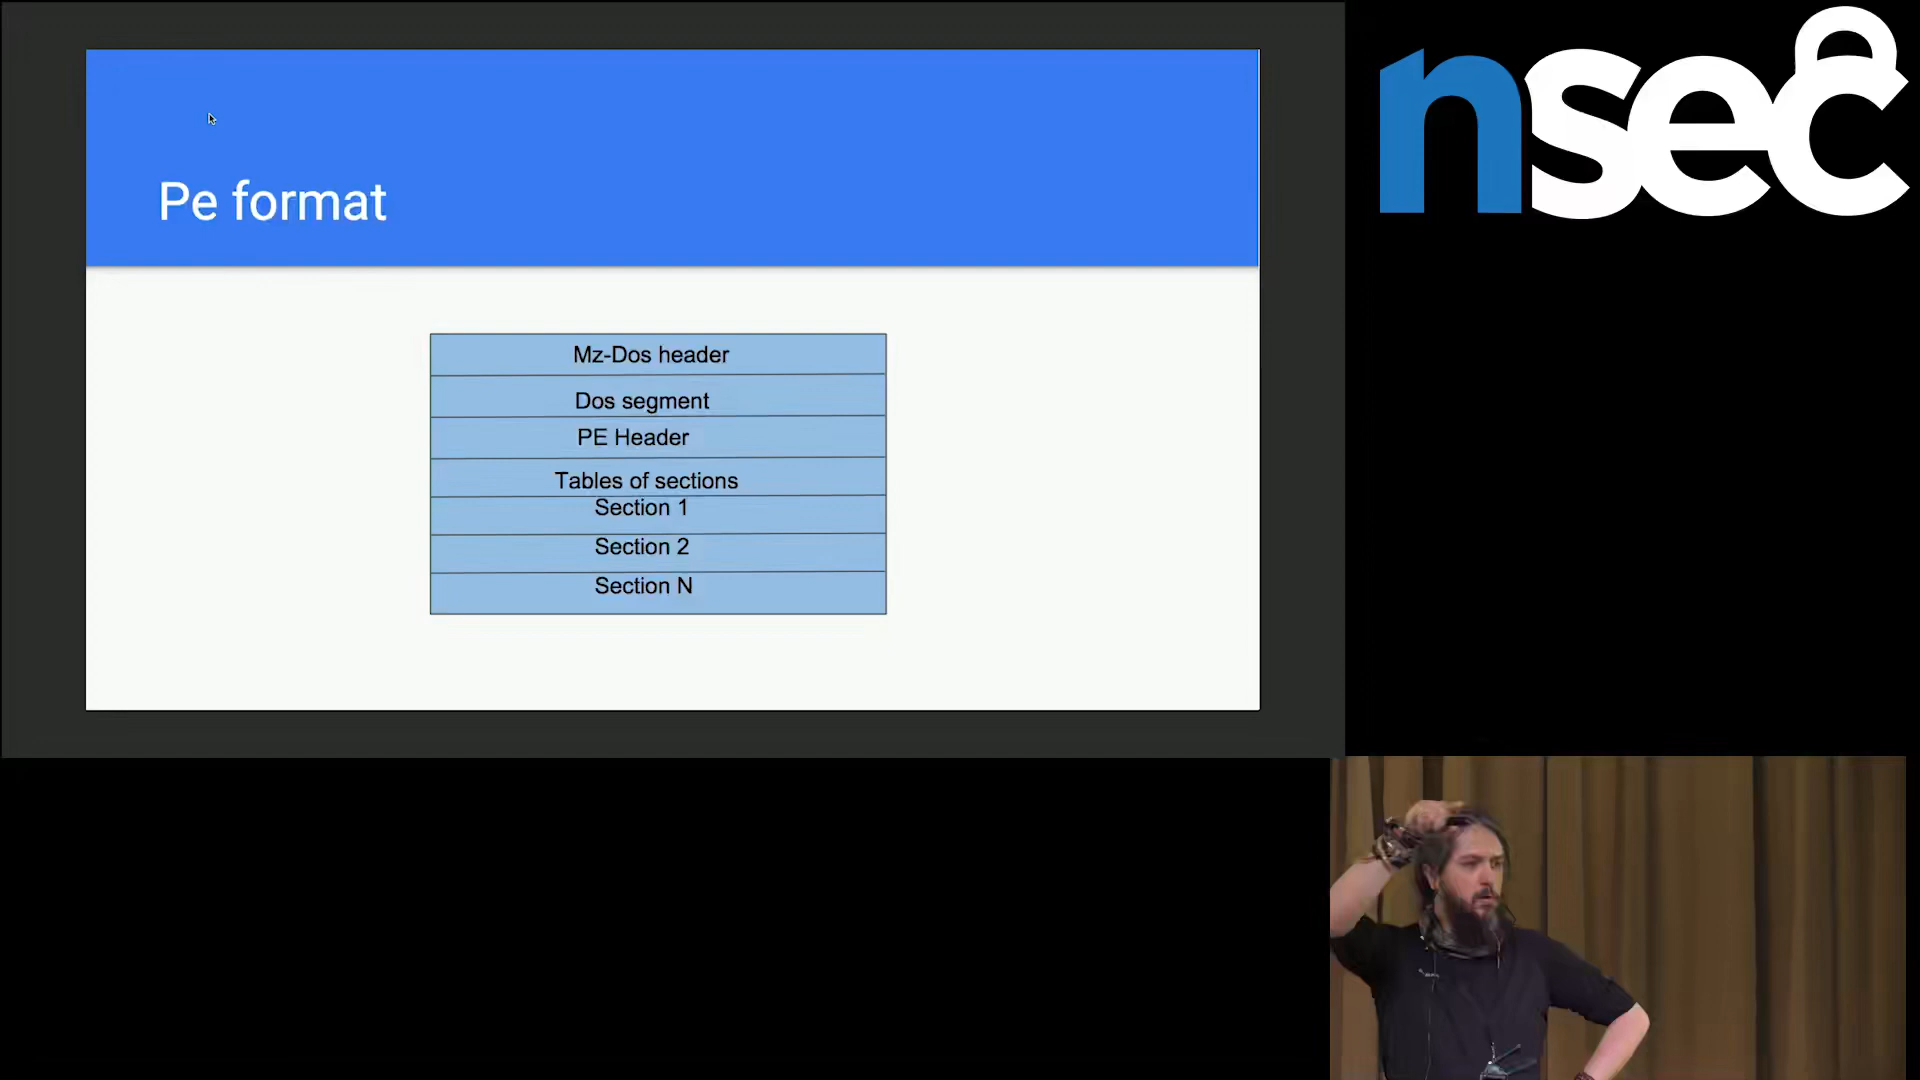 nsec
Pe format
Mz-Dos header
Dos segment
PE Header
Tables of sections
Section 1
Section 2
Section N